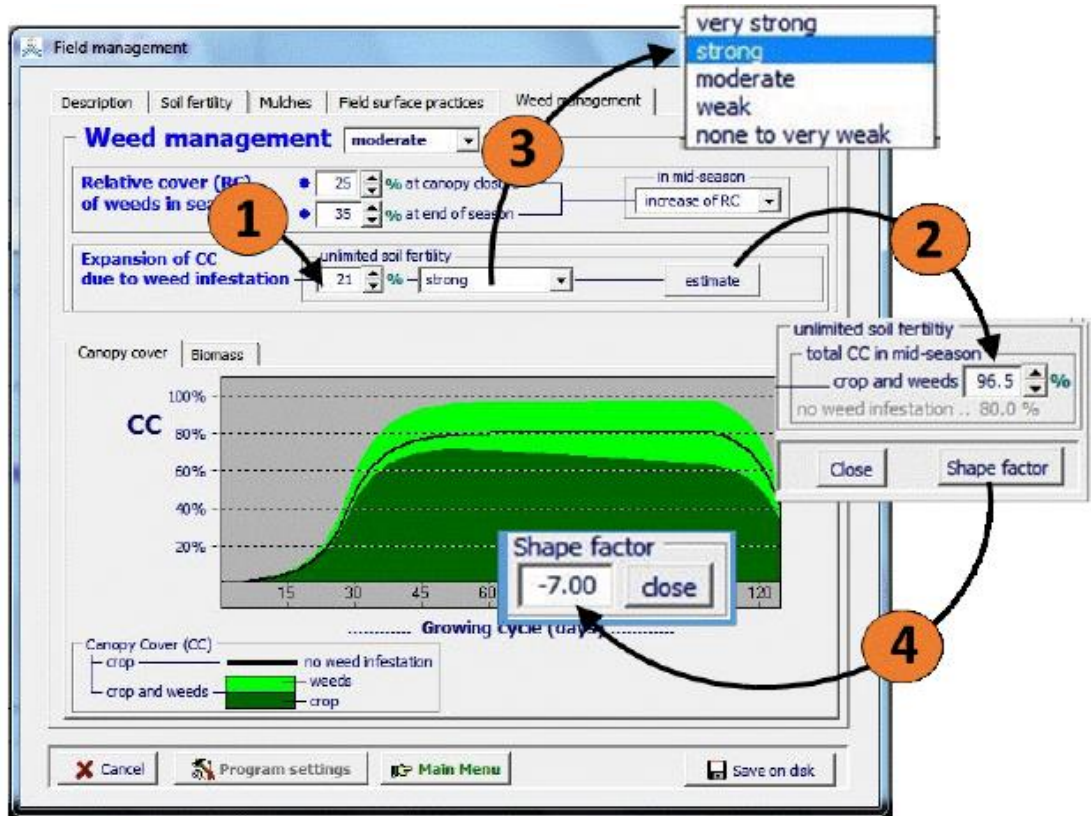 very strong
strong
moderate
weak
none to very weak
Field management
Description Soil fertility Mulches Field surface practices Weed management
Weed management moderate
3
Relative cover (RC) 25 % at canopy in mid-season
of weeds in 35 % at end of season increase of RC
1
2
Expansion of CC unlimited soil fertility
due to weed infestation 21 % strong estimate
unlimited soil fertiltiy
total CC in mid-season
crop and weeds 96.5 %
no weed infestation .. 80.0 %
Close Shape factor
Canopy cover Biomass
CC
100%
80%
60%
40%
20%
15 30 45 60 120
Shape factor
-7.00 close
4
Growing cycle (days)
Canopy Cover (CC)
crop no weed infestation
crop and weeds weeds
crop
Cancel Program settings Main Menu Save on disk